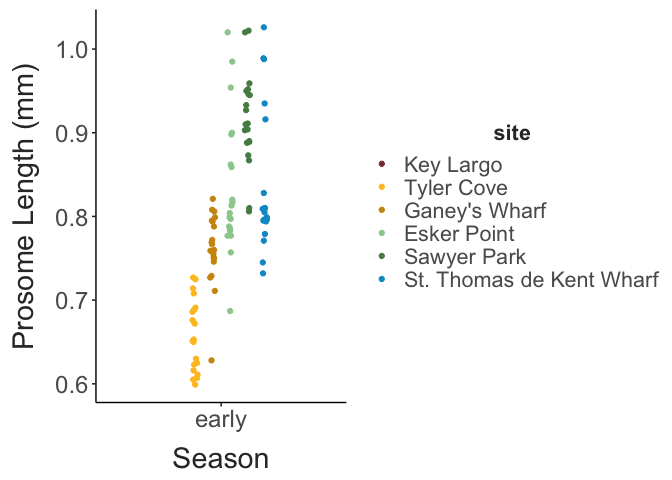 Prosome Length (mm)
1.0
0.9
0.8
0.7
0.6
early
Season
site
Key Largo
Tyler Cove
Ganey's Wharf
Esker Point
Sawyer Park
St. Thomas de Kent Wharf